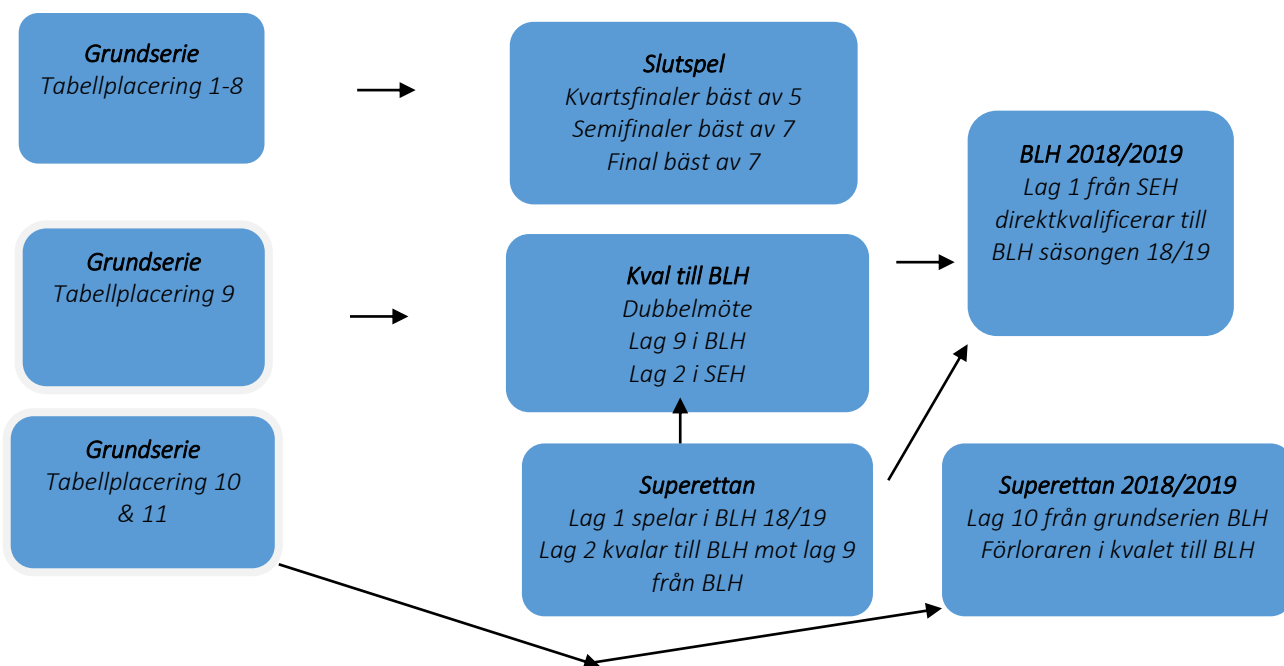 Grundserie
Tabellplacering 1-8
Slutspel
Kvartsfinaler bäst av 5
Semifinaler bäst av 7
Final bäst av 7
BLH 2018/2019
Lag 1 från SEH
direktkvalificerar till
BLH säsongen 18/19
Grundserie
Tabellplacering 9
Kval till BLH
Dubbelmöte
Lag 9 i BLH
Lag 2 i SEH
Grundserie
Tabellplacering 10
& 11
Superettan
Lag 1 spelar i BLH 18/19
Lag 2 kvalar till BLH mot lag 9
från BLH
Superettan 2018/2019
Lag 10 från grundserien BLH
Förloraren i kvalet till BLH